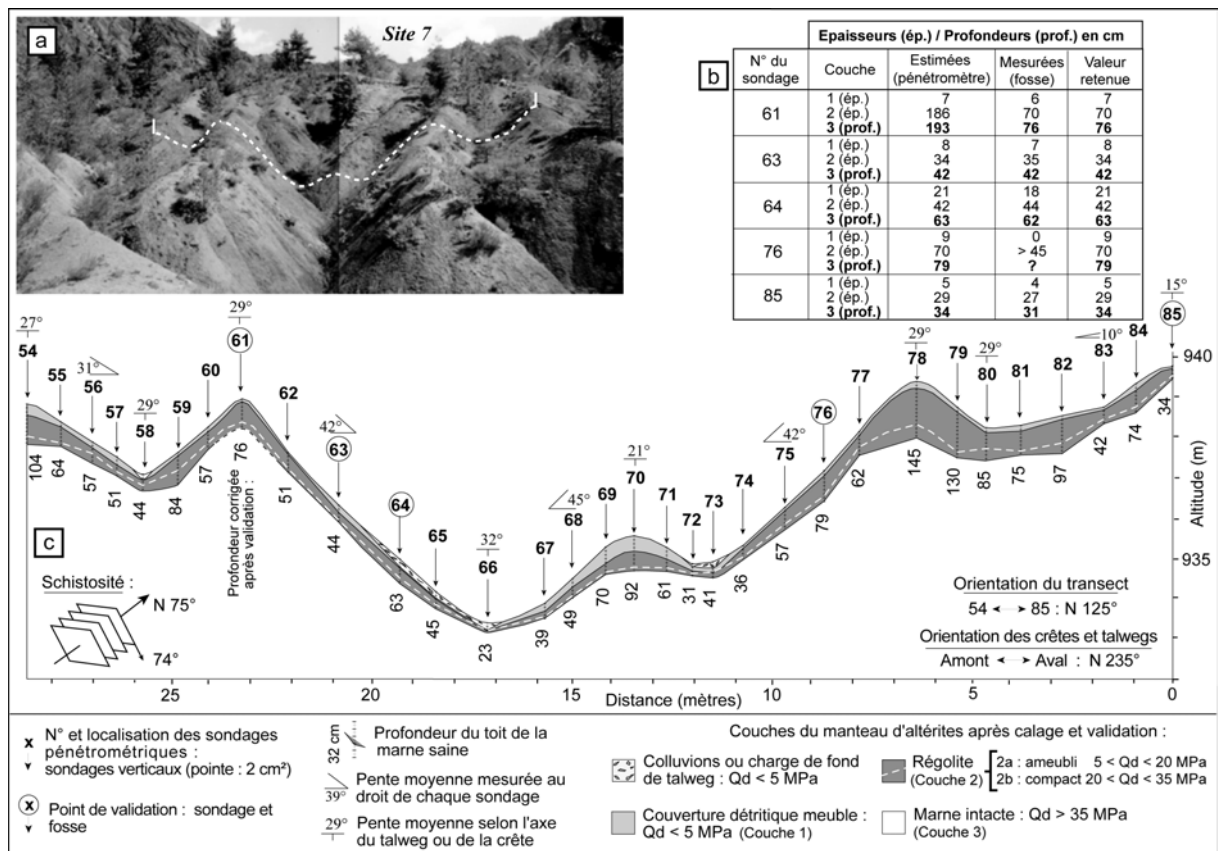 a
Site 7
b
Epaisseurs (ép.) / Profondeurs (prof.) en cm
N° du sondage
Couche
Estimées (pénétromètre)
Mesurées (fosse)
Valeur retenue
61
1 (ép.) 7 6 7
2 (ép.) 186 70 70
3 (prof.) 193 76 76
63
1 (ép.) 8 7 8
2 (ép.) 34 35 34
3 (prof.) 42 42 42
64
1 (ép.) 21 18 21
2 (ép.) 42 44 42
3 (prof.) 63 62 63
76
1 (ép.) 9 0 9
2 (ép.) 70 > 45 70
3 (prof.) 79 ? 79
85
1 (ép.) 5 4 5
2 (ép.) 29 27 29
3 (prof.) 34 31 34
27°
54
55
31°
56
57
29°
58
59
60
29°
61
62
42°
63
64
65
32°
66
67
45°
68
69
21°
70
71
72
73
74
42°
75
76
77
29°
78
79
29°
80
81
82
10°
83
84
15°
85
104
64
57
51
44
84
57
76
51
44
63
45
23
39
49
70
92
61
31
41
36
57
79
62
145
130
85
75
97
42
74
34
Profondeur corrigée
après validation :
940
935
Altitude (m)
c
Schistosité :
N 75°
74°
Orientation du transect
54 ↔ 85 : N 125°
Orientation des crêtes et talwegs
Amont ↔ Aval : N 235°
25
20
15
10
5
0
Distance (mètres)
x
N° et localisation des sondages
pénétrométriques :
sondages verticaux (pointe : 2 cm²)
x
Point de validation : sondage et
fosse
32 cm
Profondeur du toit de la
marne saine
39°
Pente moyenne mesurée au
droit de chaque sondage
29°
Pente moyenne selon l'axe
du talweg ou de la crête
Couches du manteau d'altérites après calage et validation :
Colluvions ou charge de fond
de talweg : Qd < 5 MPa
Couverture détritique meuble :
Qd < 5 MPa (Couche 1)
Régolite
(Couche 2)
2a : ameubli 5 < Qd < 20 MPa
2b : compact 20 < Qd < 35 MPa
Marne intacte : Qd > 35 MPa
(Couche 3)